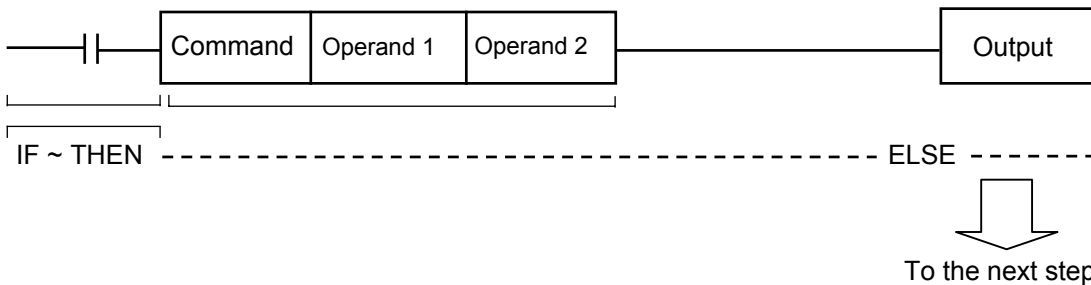 Command Operand 1 Operand 2 Output
IF ~ THEN ELSE
To the next step